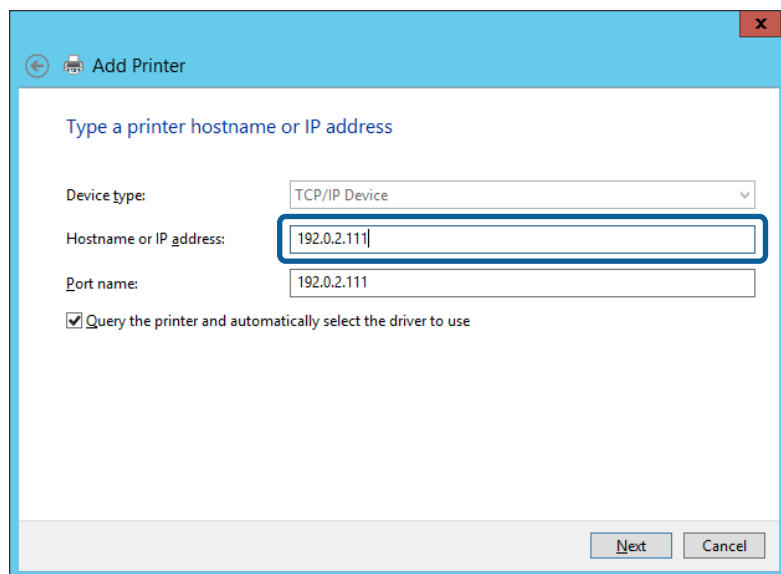 x
Add Printer
Type a printer hostname or IP address
Device type: TCP/IP Device
Hostname or IP address: 192.0.2.111
Port name: 192.0.2.111
Query the printer and automatically select the driver to use
Next Cancel